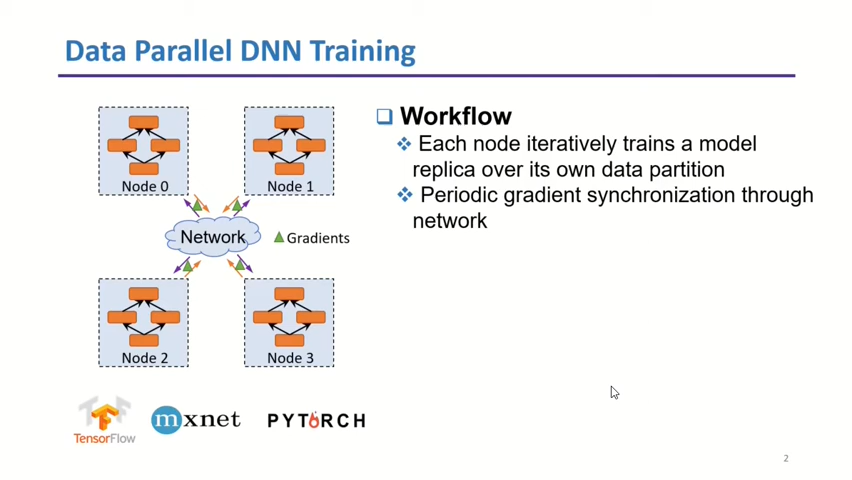 Data Parallel DNN Training
Node 0
Node 1
Network
Gradients
Node 2
Node 3
TensorFlow
mxnet
PYTORCH
Workflow
Each node iteratively trains a model
replica over its own data partition
Periodic gradient synchronization through
network
2